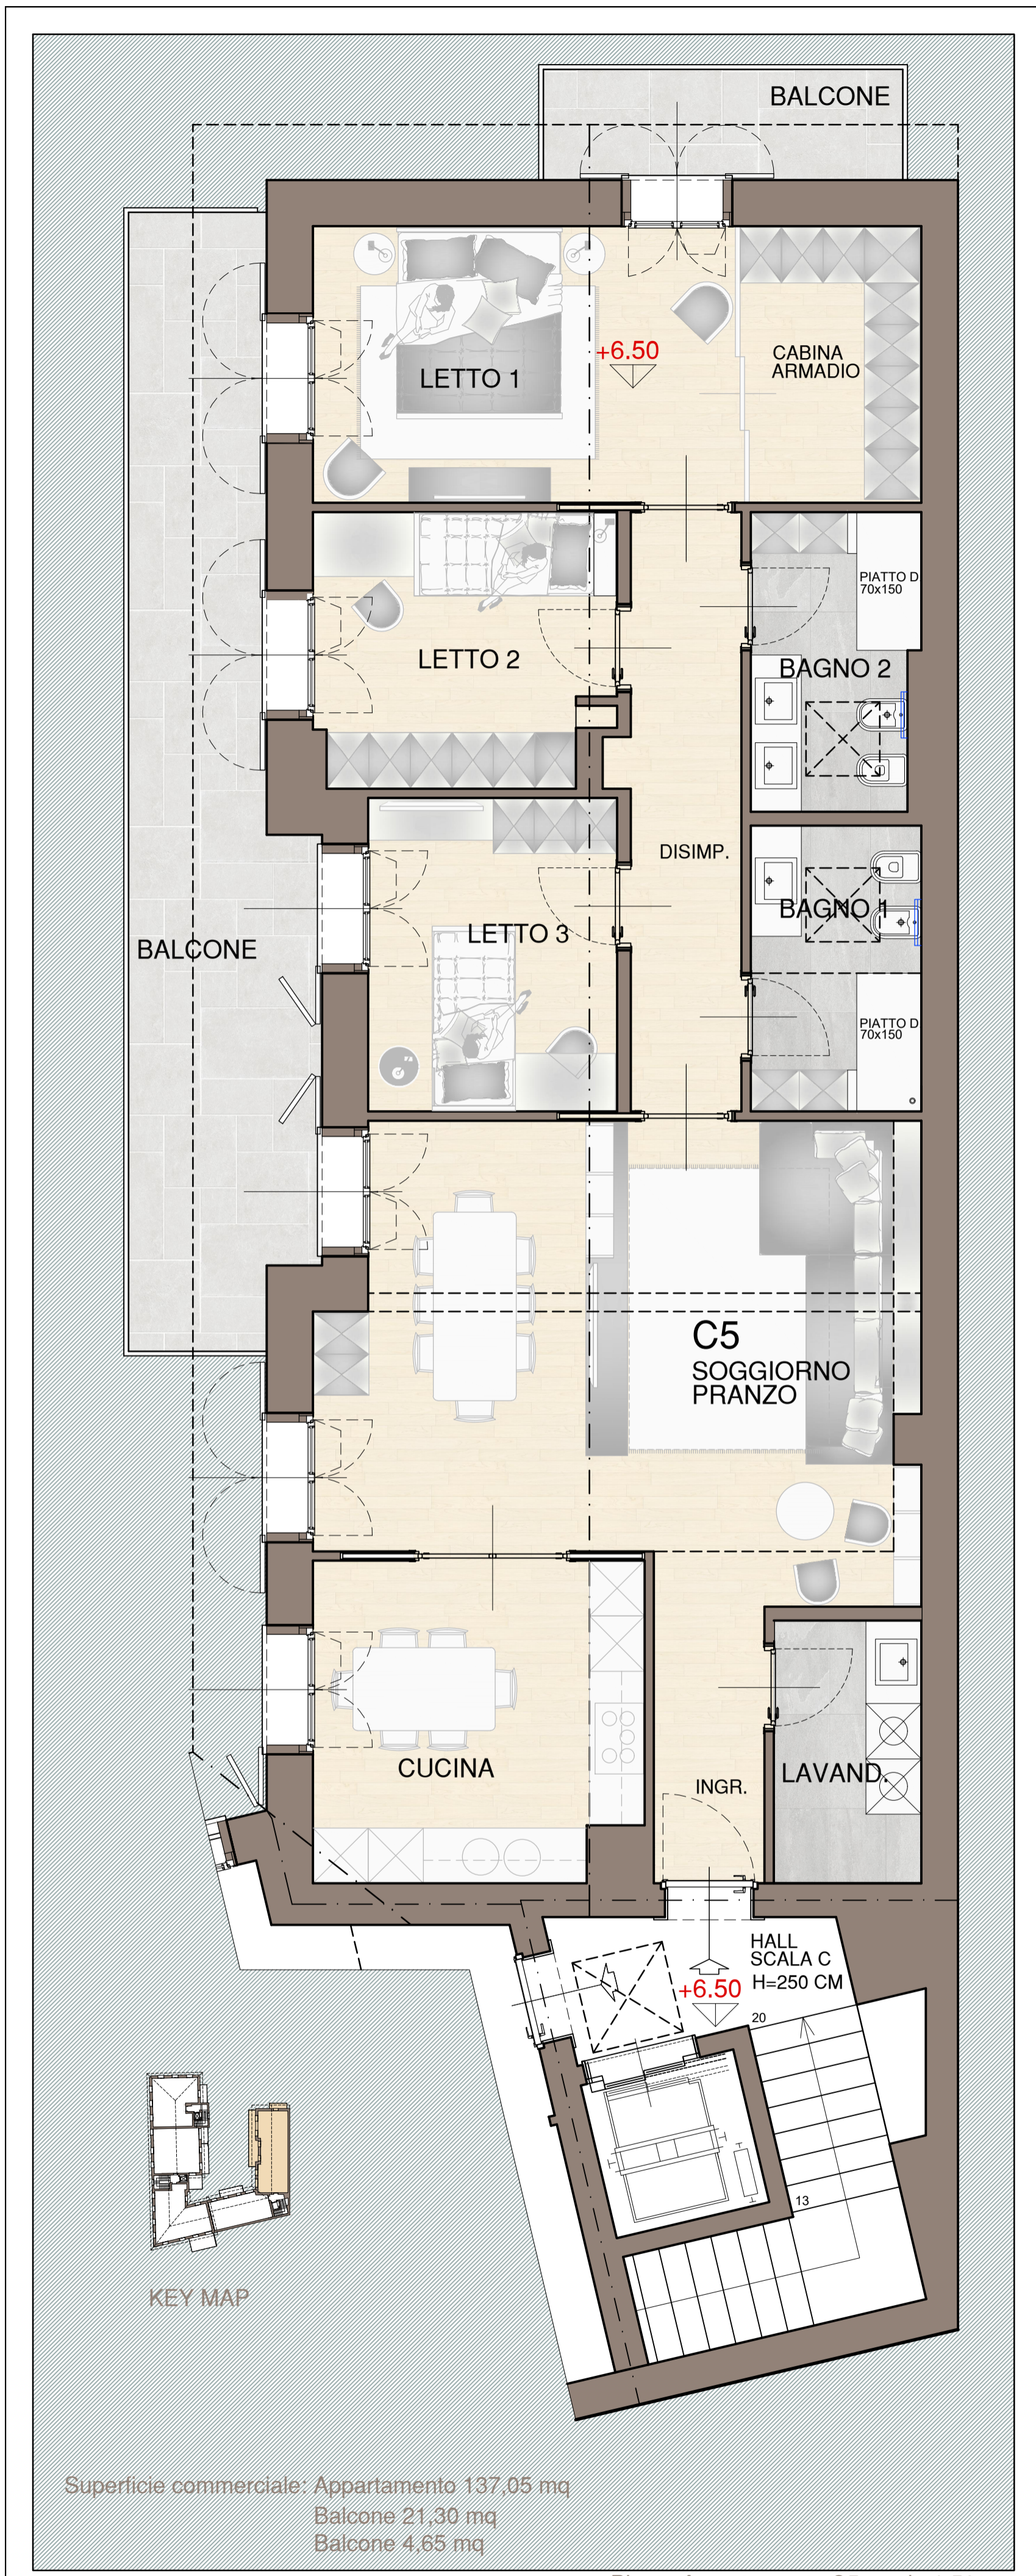 BALCONE
+6.50
LETTO 1
CABINA
ARMADIO
PIATTO D
70x150
LETTO 2
BAGNO 2
DISIMP.
BAGNO 1
LETTO 3
BALCONE
PIATTO D
70x150
C5
SOGGIORNO
PRANZO
CUCINA
INGR.
LAVAND.
HALL
SCALA C
H=250 CM
+6.50
20
13
KEY MAP
Superficie commerciale: Appartamento 137,05 mq
Balcone 21,30 mq
Balcone 4,65 mq